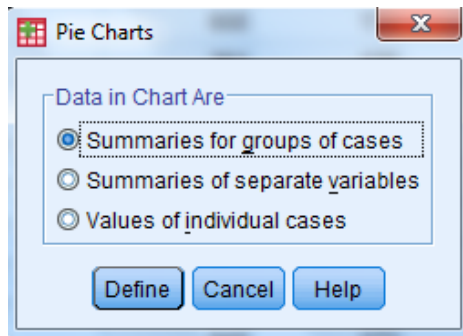 Pie Charts
Data in Chart Are
Summaries for groups of cases
Summaries of separate variables
Values of individual cases
Define Cancel Help